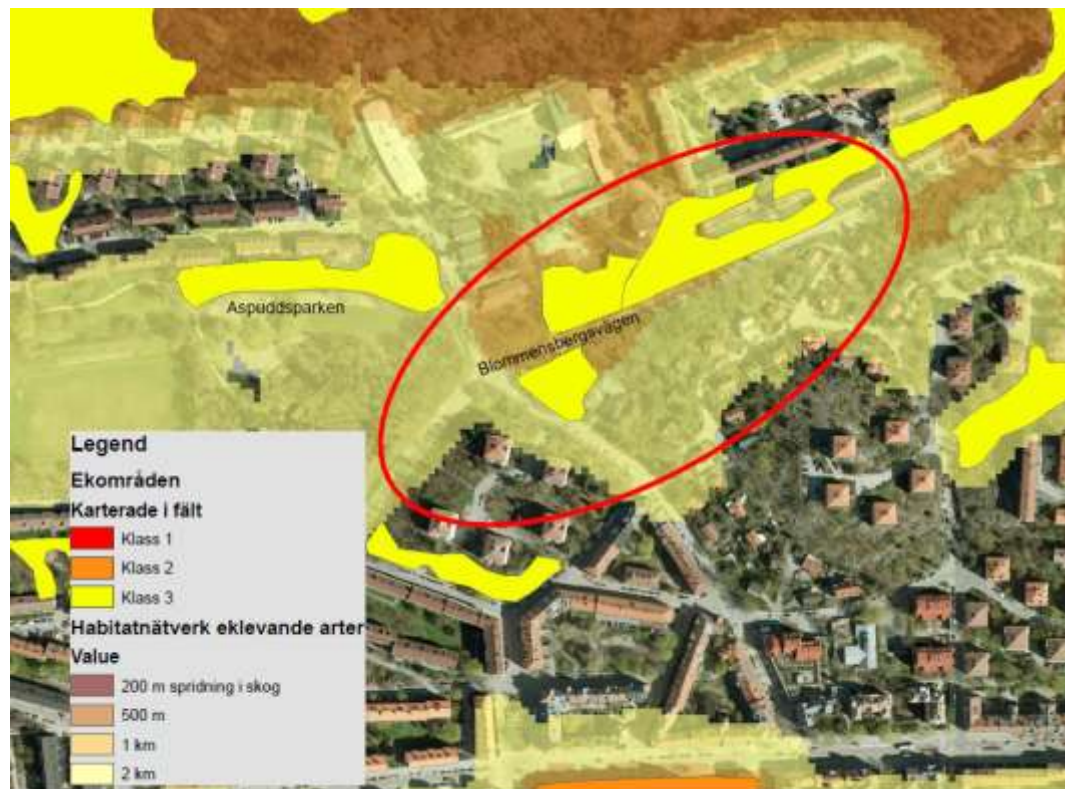 Aspuddsparken
Blommensbergsvägen
Legend
Ekområden
Karterade i fält
Klass 1
Klass 2
Klass 3
Habitatnätverk eklevande arter
Value
200 m spridning i skog
500 m
1 km
2 km